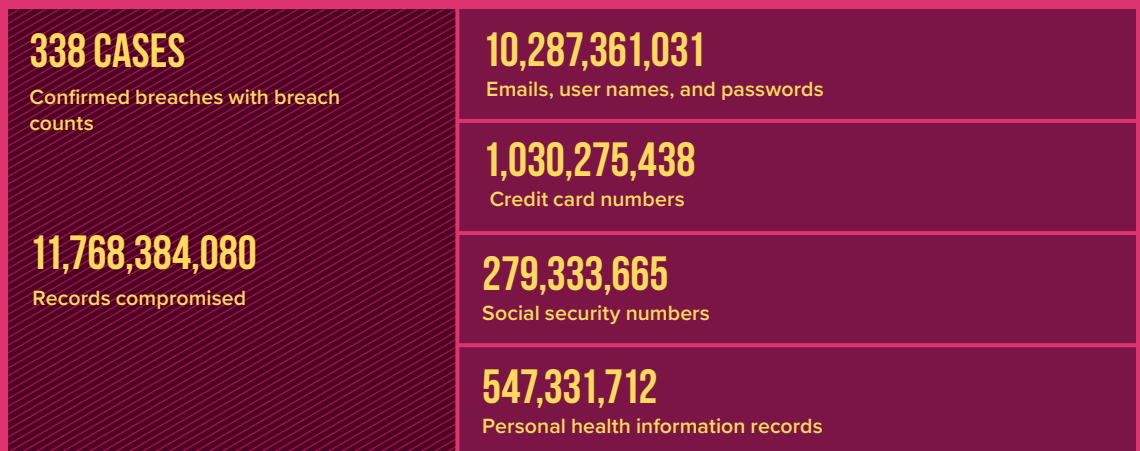 338 CASES
Confirmed breaches with breach
counts
11,768,384,080
Records compromised
10,287,361,031
Emails, user names, and passwords
1,030,275,438
Credit card numbers
279,333,665
Social security numbers
547,331,712
Personal health information records